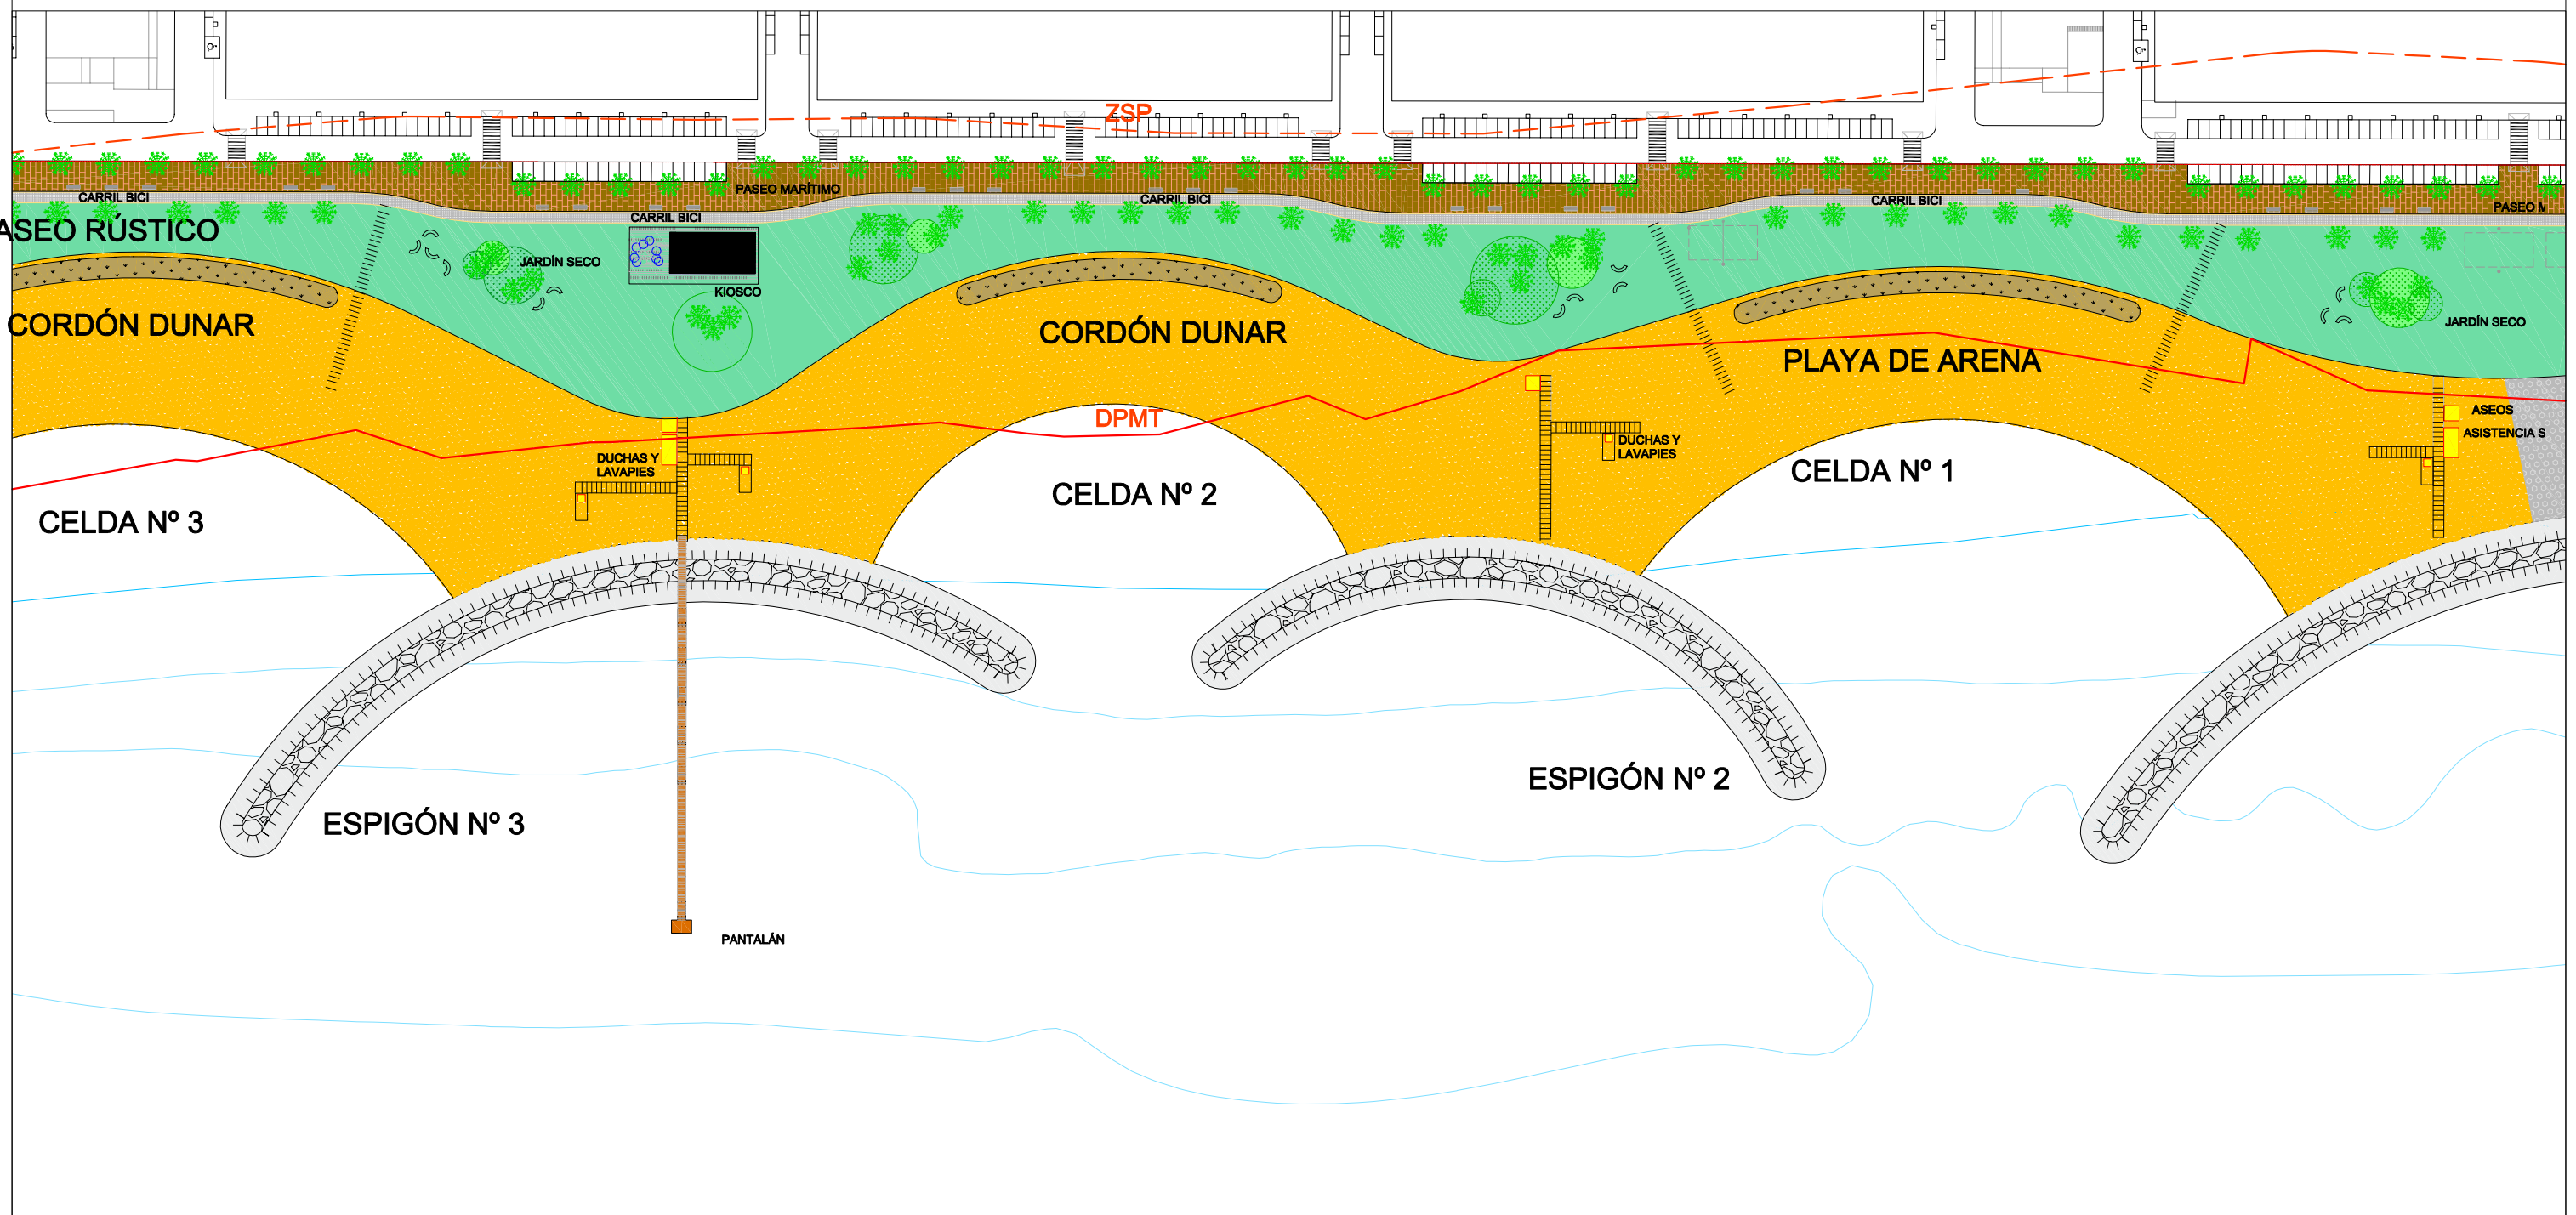 ZSP
PASEO MARÍTIMO
CARRIL BICI
CARRIL BICI
CARRIL BICI
CARRIL BICI
PASEO M
ASEO RÚSTICO
JARDÍN SECO
KIOSCO
CORDÓN DUNAR
CORDÓN DUNAR
PLAYA DE ARENA
JARDÍN SECO
DPMT
ASEOS
ASISTENCIA S
DUCHAS Y
LAVAPIES
DUCHAS Y
LAVAPIES
CELDA Nº 3
CELDA Nº 2
CELDA Nº 1
ESPIGÓN Nº 3
ESPIGÓN Nº 2
PANTALÁN